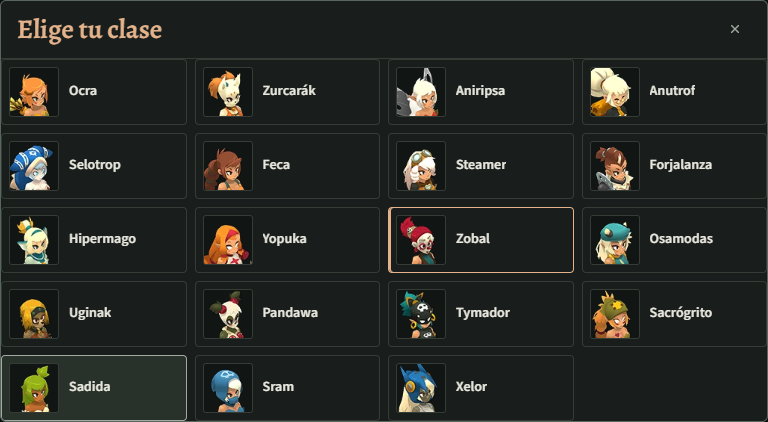 Elige tu clase
Ocra
Zurcarák
Aniripsa
Anutrof
Selotrop
Feca
Steamer
Forjalanza
Hipermago
Yopuka
Zobal
Osamodas
Uginak
Pandawa
Tymador
Sacrógrito
Sadida
Sram
Xelor